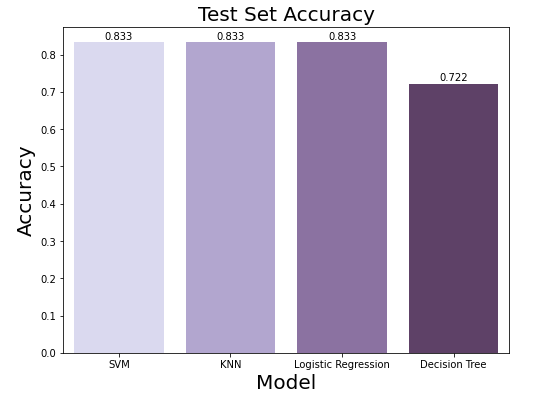 Test Set Accuracy
0.833
0.833
0.833
0.722
0.8
0.7
0.6
0.5
0.4
0.3
0.2
0.1
0.0
Accuracy
SVM
KNN
Logistic Regression
Decision Tree
Model